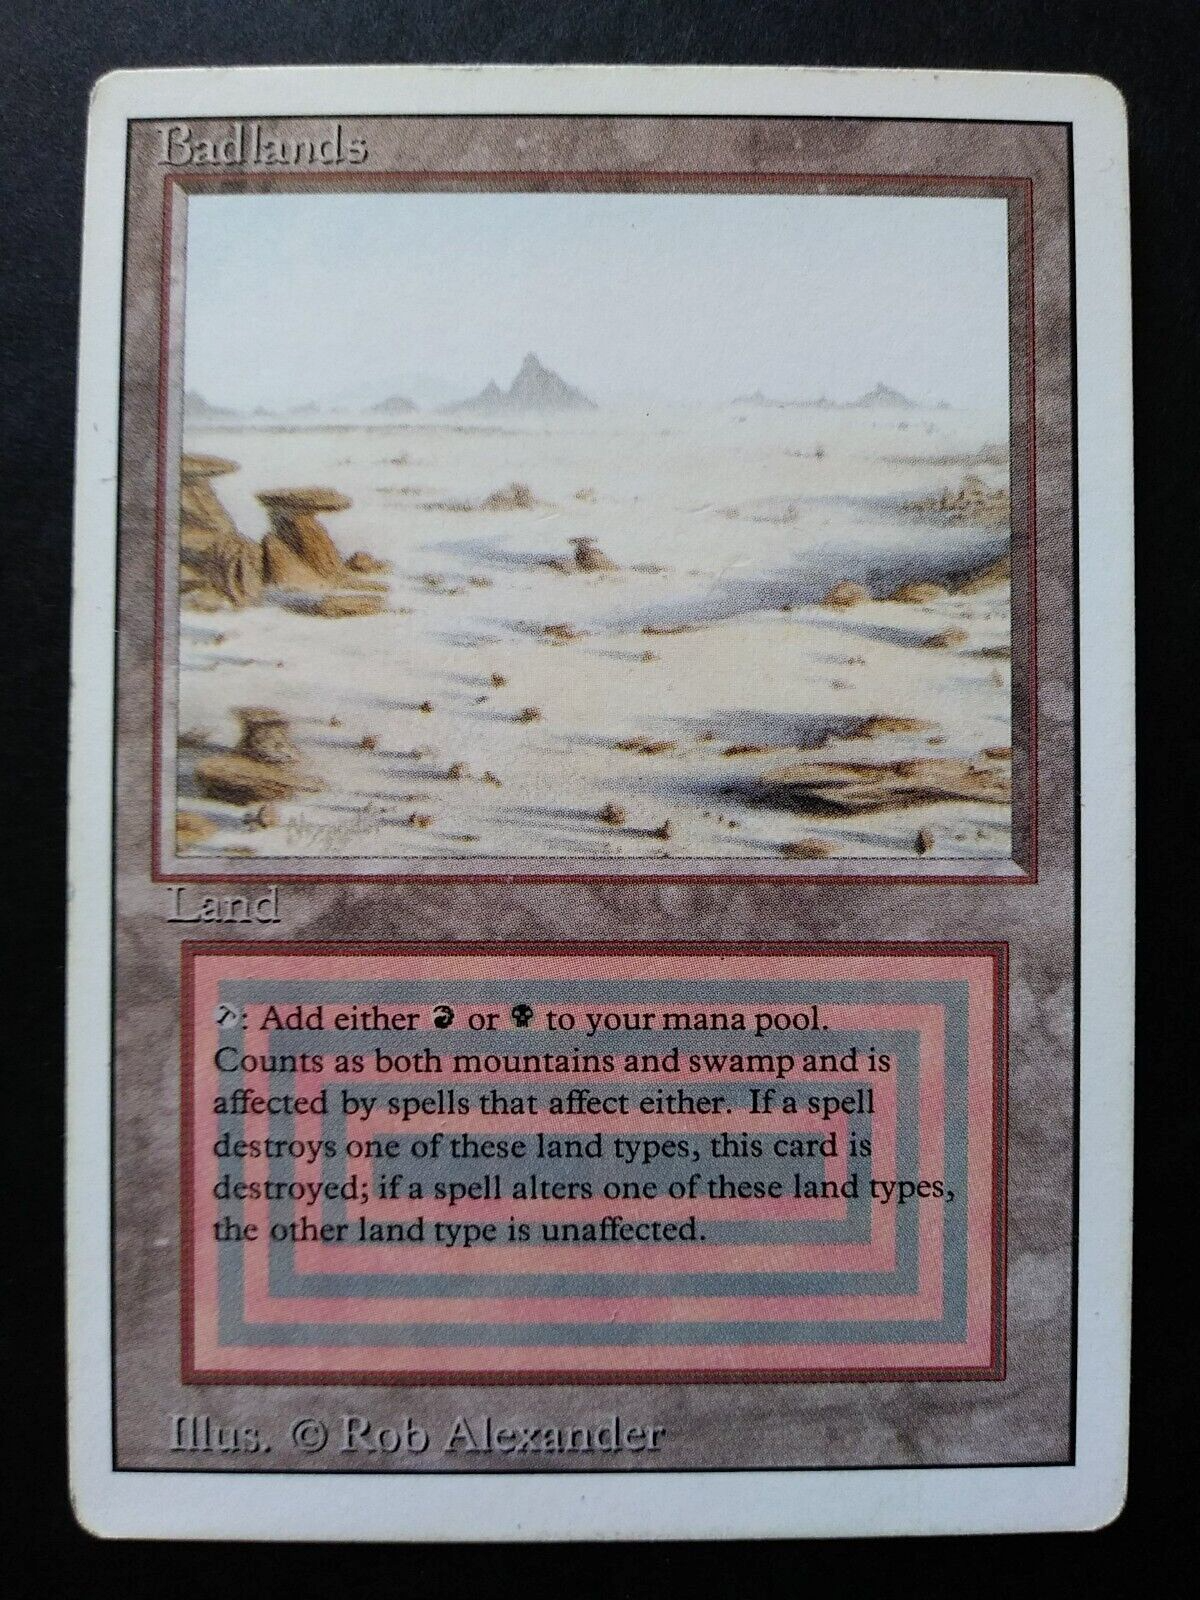 Badlands
Land
T: Add either or to your mana pool.
Counts as both mountains and swamp and is
affected by spells that affect either. If a spell
destroys one of these land types, this card is
destroyed; if a spell alters one of these land types,
the other land type is unaffected.
Illus. © Rob Alexander